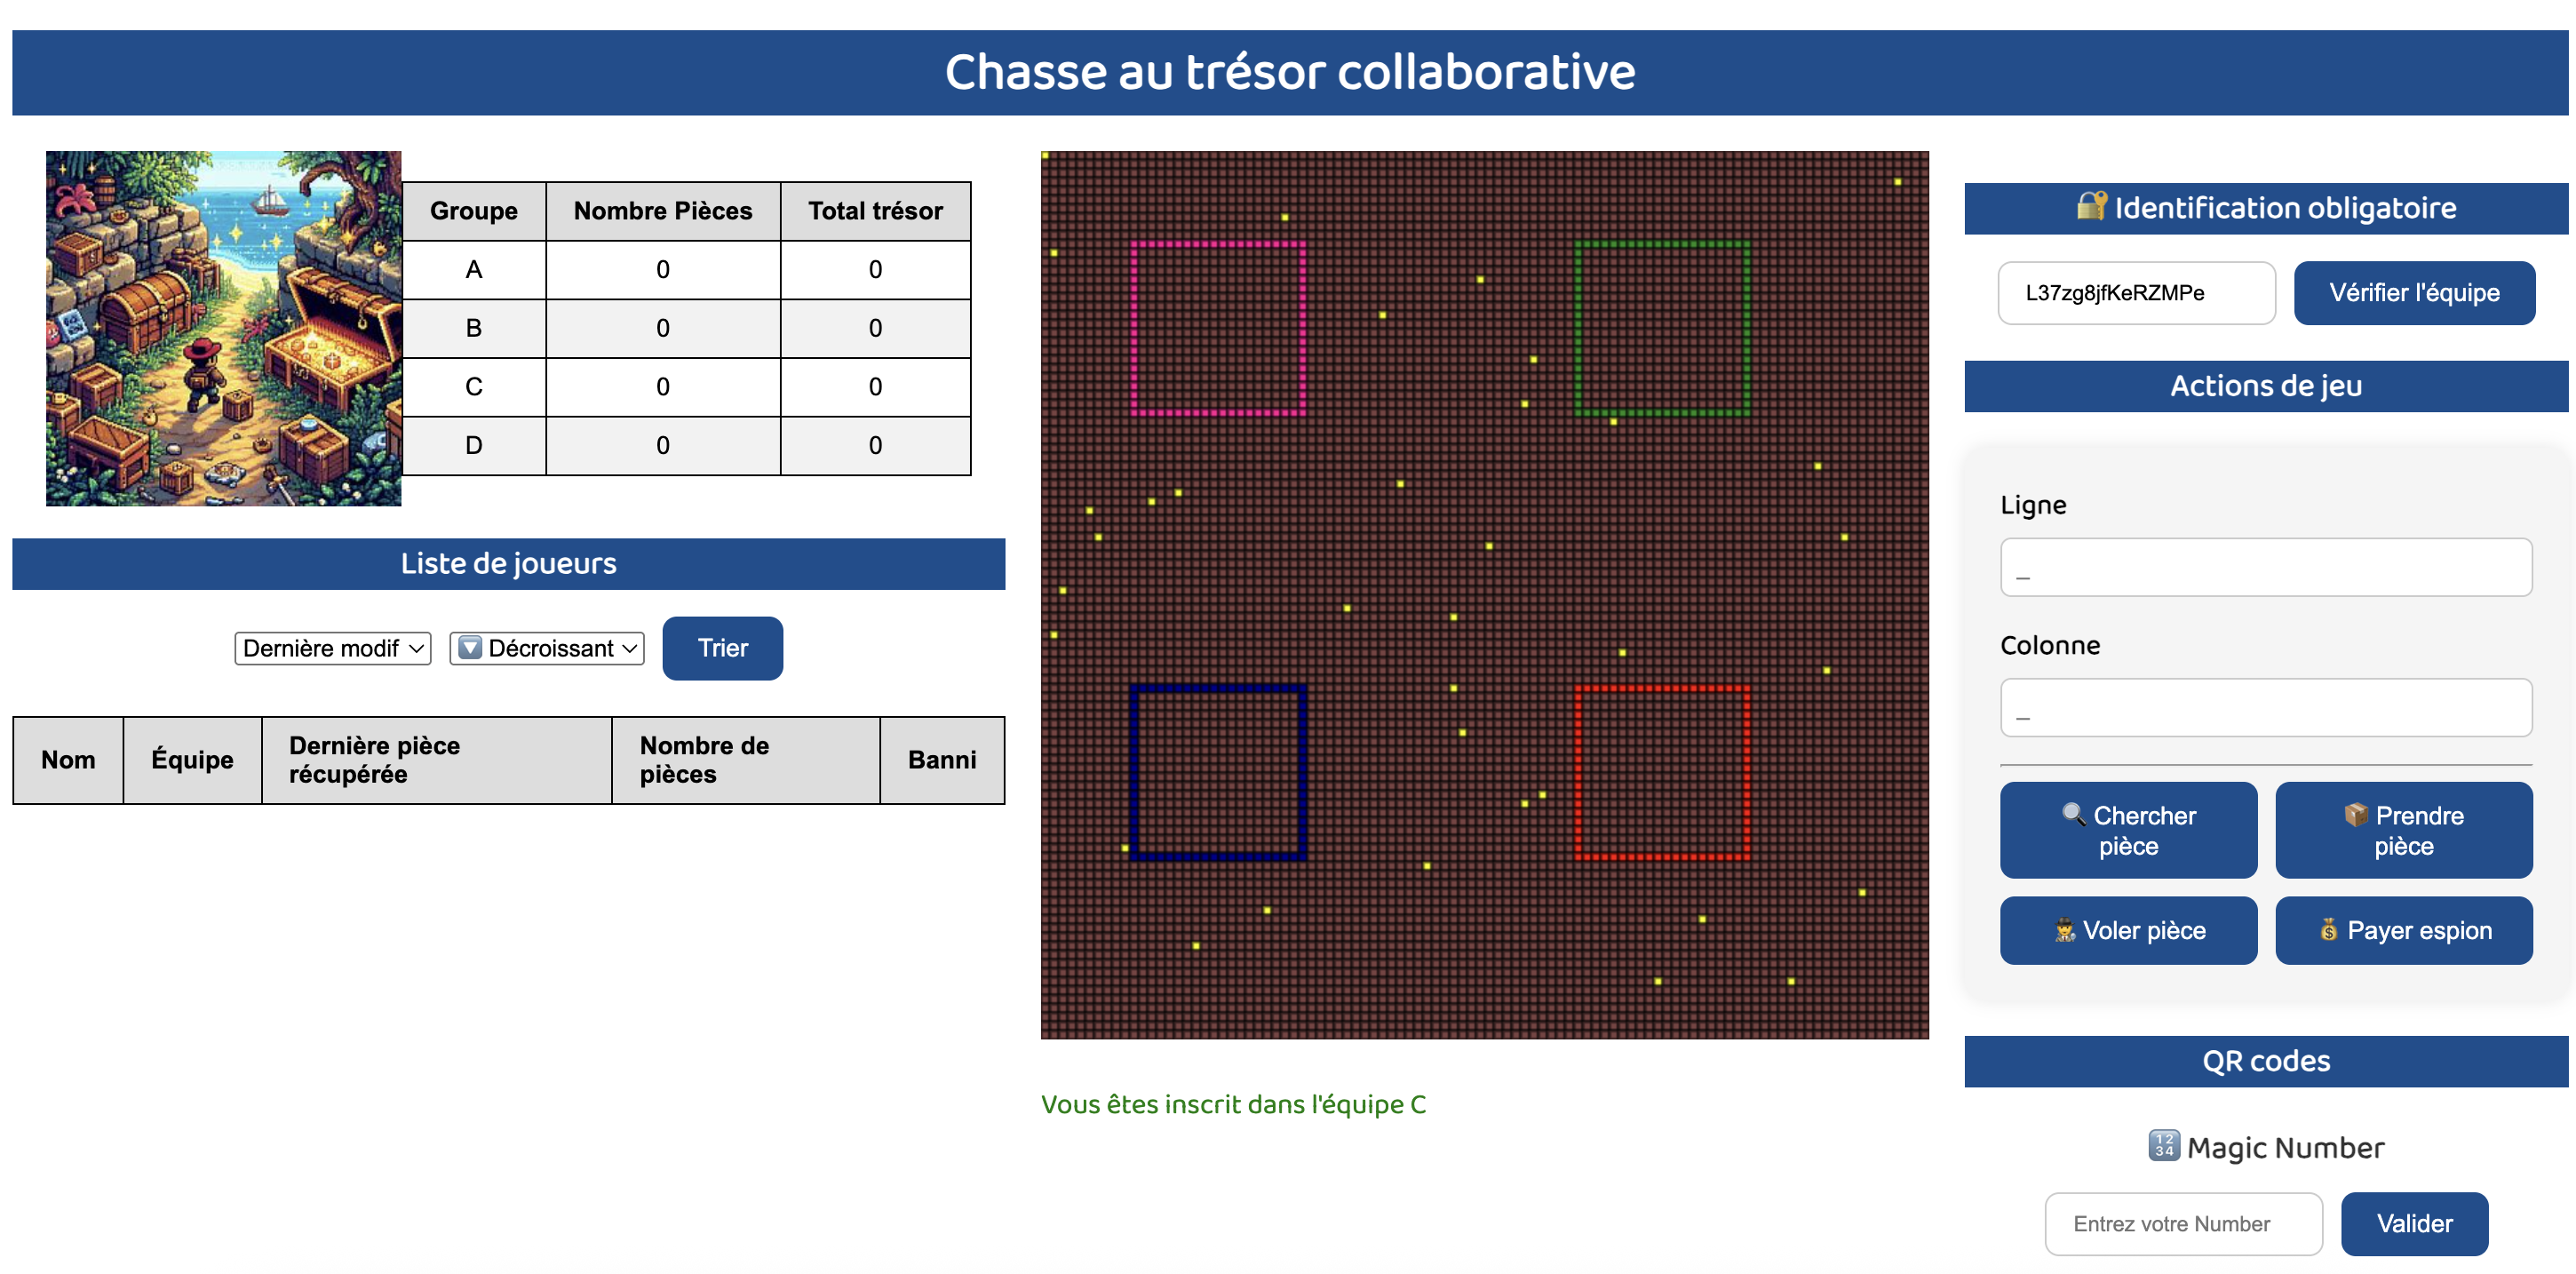 Chasse au trésor collaborative
Groupe Nombre Pièces Total trésor
A 0 0
B 0 0
C 0 0
D 0 0
Liste de joueurs
Dernière modif 🔽 Décroissant Trier
Nom Équipe Dernière pièce récupérée Nombre de pièces Banni
Vous êtes inscrit dans l'équipe C
🔐 Identification obligatoire
L37zg8jfKeRZMPe Vérifier l'équipe
Actions de jeu
Ligne
_
Colonne
_
🔍 Chercher pièce
📦 Prendre pièce
🕵️ Voler pièce
💰 Payer espion
QR codes
🔢 Magic Number
Entrez votre Number Valider